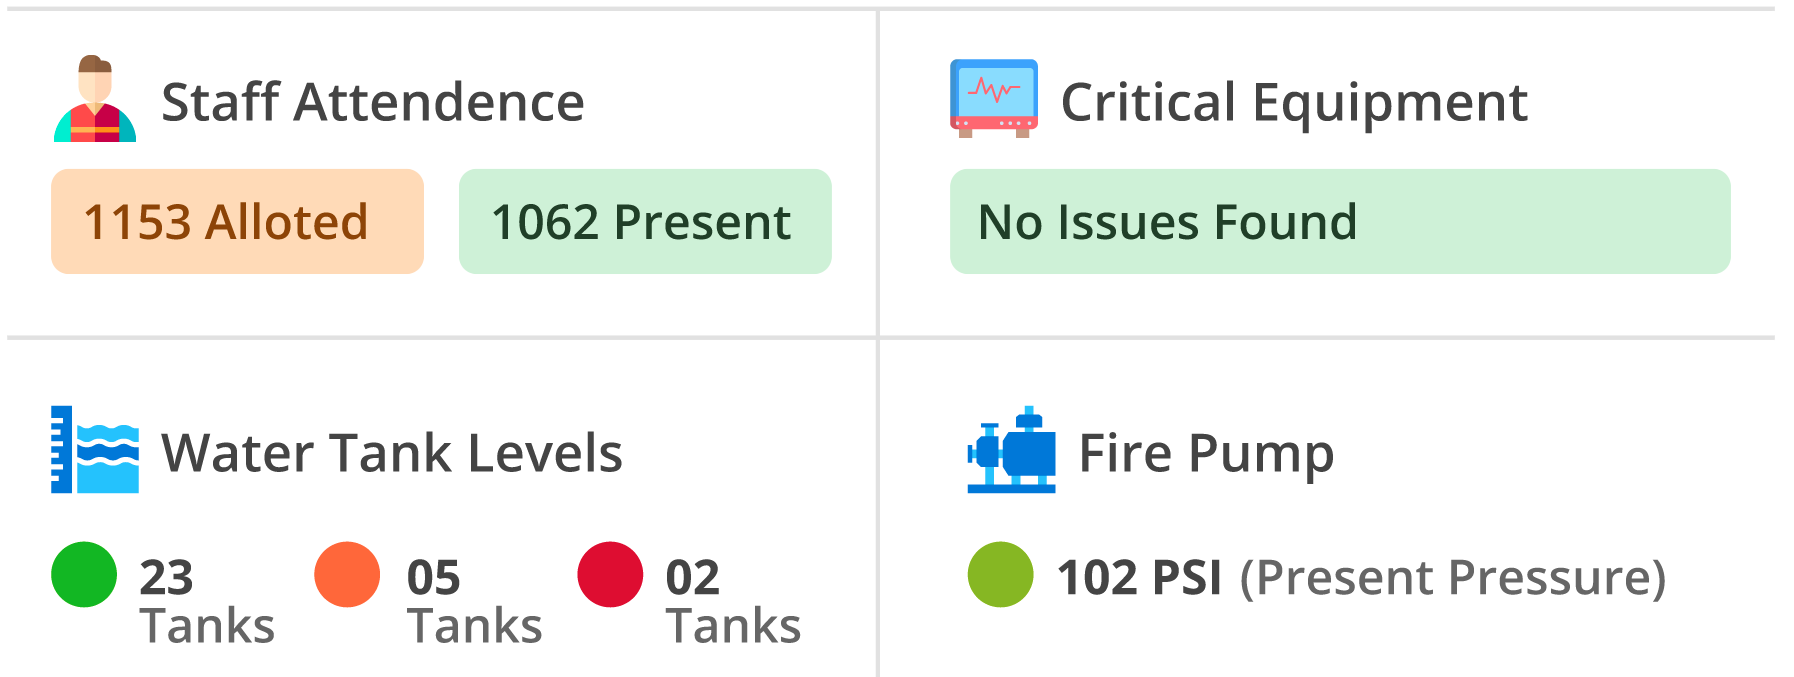 Staff Attendence
1153 Alloted
1062 Present
Critical Equipment
No Issues Found
Water Tank Levels
23
Tanks
05
Tanks
02
Tanks
Fire Pump
102 PSI (Present Pressure)